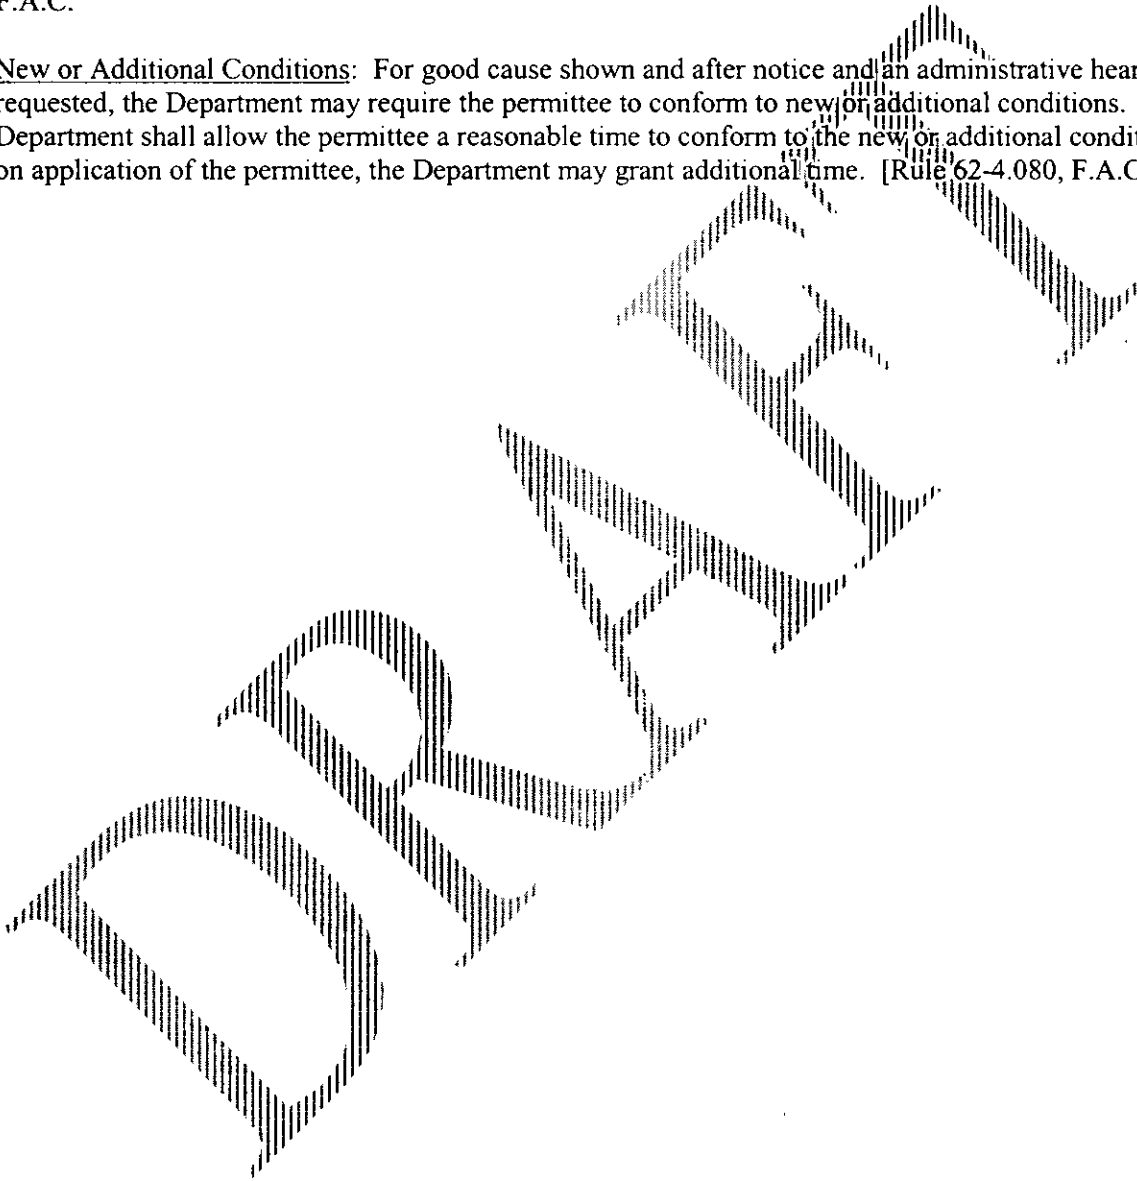 F.A.C.
New or Additional Conditions: For good cause shown and after notice and an administrative hear
requested, the Department may require the permittee to conform to new or additional conditions.
Department shall allow the permittee a reasonable time to conform to the new or additional condit
on application of the permittee, the Department may grant additional time. [Rule 62-4.080, F.A.C
DRAFT